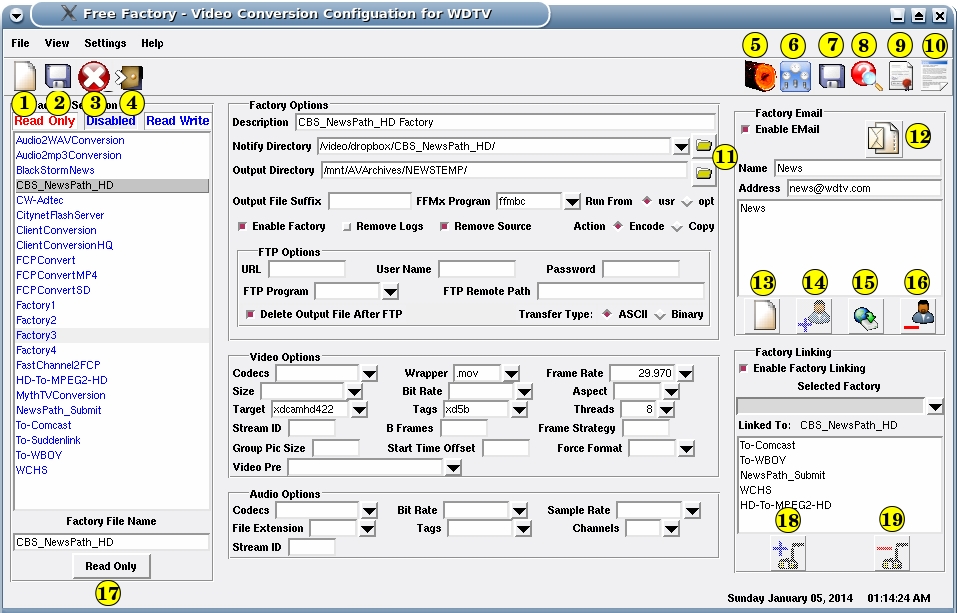 Free Factory - Video Conversion Configuation for WDTV
File View Settings Help
5 6 7 8 9 10
1 2 3 4
Read Only Disabled Read Write
Audio2WAVConversion
Audio2mp3Conversion
BlackStormNews
CBS_NewsPath_HD
CW-Adtec
CitynetFlashServer
ClientConversion
ClientConversionHQ
FCPConvert
FCPConvertMP4
FCPConvertSD
Factory1
Factory2
Factory3
Factory4
FastChannel2FCP
HD-To-MPEG2-HD
MythTVConversion
NewsPath_Submit
To-Comcast
To-Suddenlink
To-WBOY
WCHS
Factory File Name
CBS_NewsPath_HD
Read Only
17
Factory Options
Description CBS_NewsPath_HD Factory
Notify Directory /video/dropbox/CBS_NewsPath_HD/
11
Output Directory /mnt/AVArchives/NEWSTEMP/
Output File Suffix FFMx Program ffmbc Run From usr opt
Enable Factory Remove Logs Remove Source Action Encode Copy
FTP Options
URL User Name Password
FTP Program FTP Remote Path
Delete Output File After FTP Transfer Type: ASCII Binary
Video Options
Codecs Wrapper .mov Frame Rate 29.970
Size Bit Rate Aspect
Target xdcamhd422 Tags xd5b Threads 8
Stream ID B Frames Frame Strategy
Group Pic Size Start Time Offset Force Format
Video Pre
Audio Options
Codecs Bit Rate Sample Rate
File Extension Tags Channels
Stream ID
Factory Email
Enable EMail
12
Name News
Address news@wdtv.com
News
13 14 15 16
Factory Linking
Enable Factory Linking
Selected Factory
Linked To: CBS_NewsPath_HD
To-Comcast
To-WBOY
NewsPath_Submit
WCHS
HD-To-MPEG2-HD
18 19
Sunday January 05, 2014 01:14:24 AM